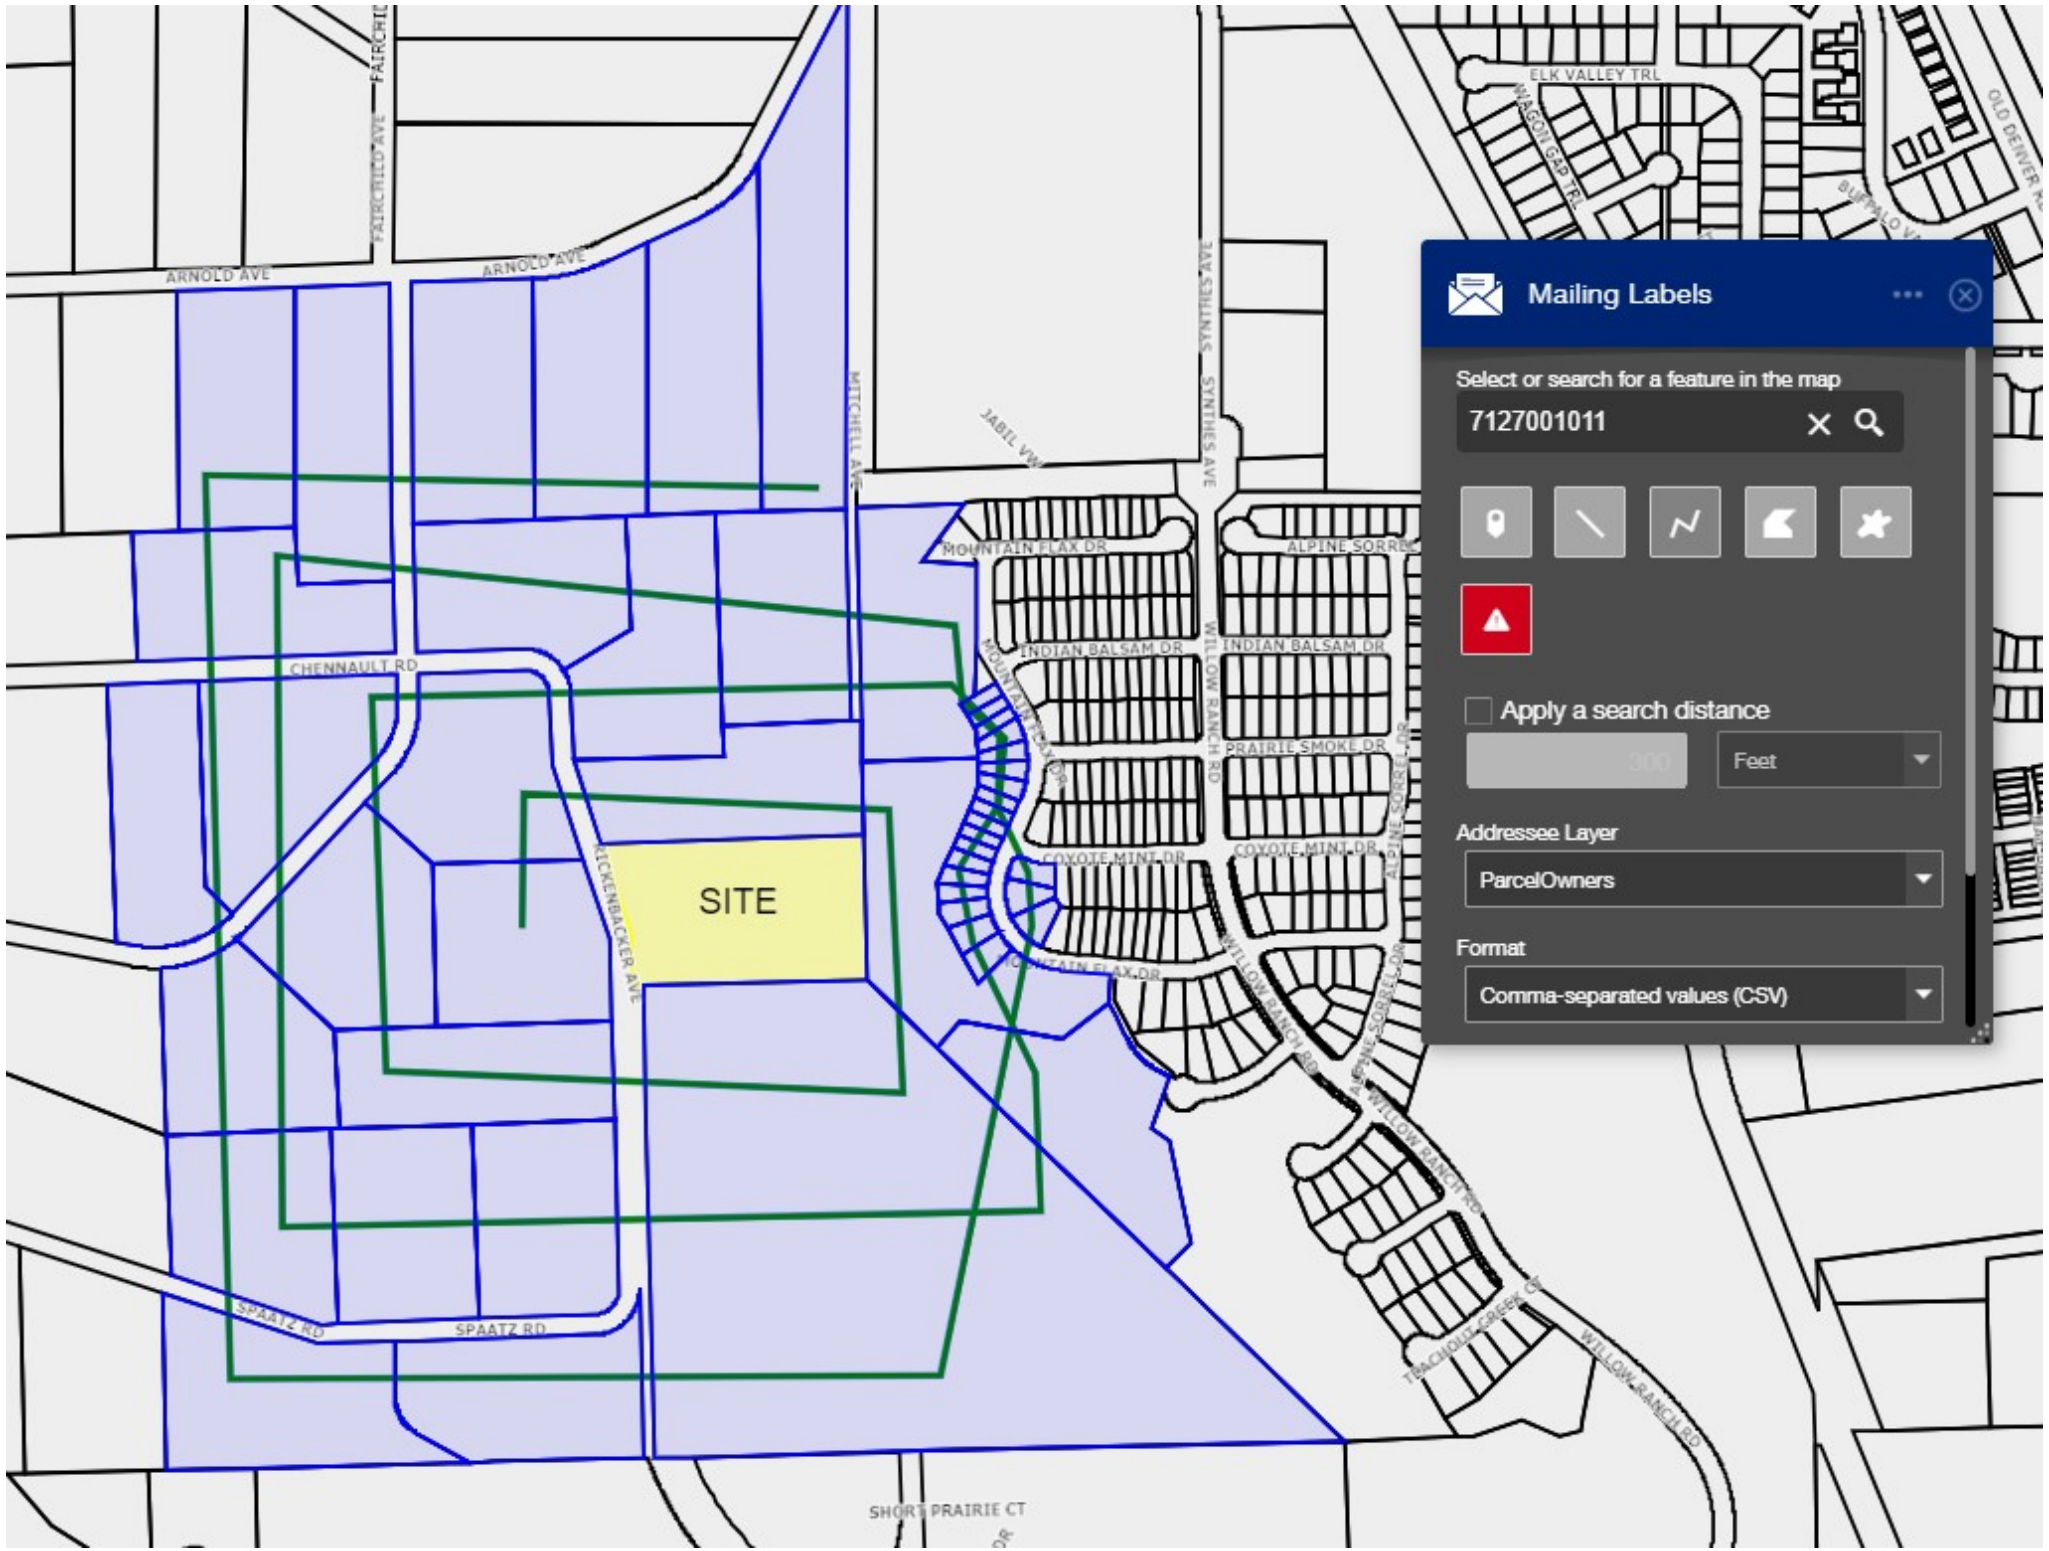 FAIRCHILD AVE
FAIRCHI
ELK VALLEY TRL
WAGON GAP TRL
OLD DENVER R
BUFFALO VA
ARNOLD AVE
ARNOLD AVE
SYNTHES AVE
SYNTHES AVE
MITCHELL AVE
JABIL VW
Mailing Labels
Select or search for a feature in the map
7127001011
Apply a search distance
300
Feet
Addressee Layer
ParcelOwners
Format
Comma-separated values (CSV)
MOUNTAIN FLAX DR
ALPINE SORREL
INDIAN BALSAM DR
INDIAN BALSAM DR
MOUNTAIN FLAX DR
WILLOW RANCH RD
CHENNAULT RD
PRAIRIE SMOKE DR
ALPINE SORREL DR
COYOTE MINT DR
COYOTE MINT DR
SITE
RICKENBACKER AVE
MOUNTAIN FLAX DR
WILLOW RANCH RD
ALPINE SORREL DR
WILLOW RANCH RD
SPAATZ RD
SPAATZ RD
TEACHOUT CREEK CT
WILLOW RANCH RD
SHORT PRAIRIE CT
DR